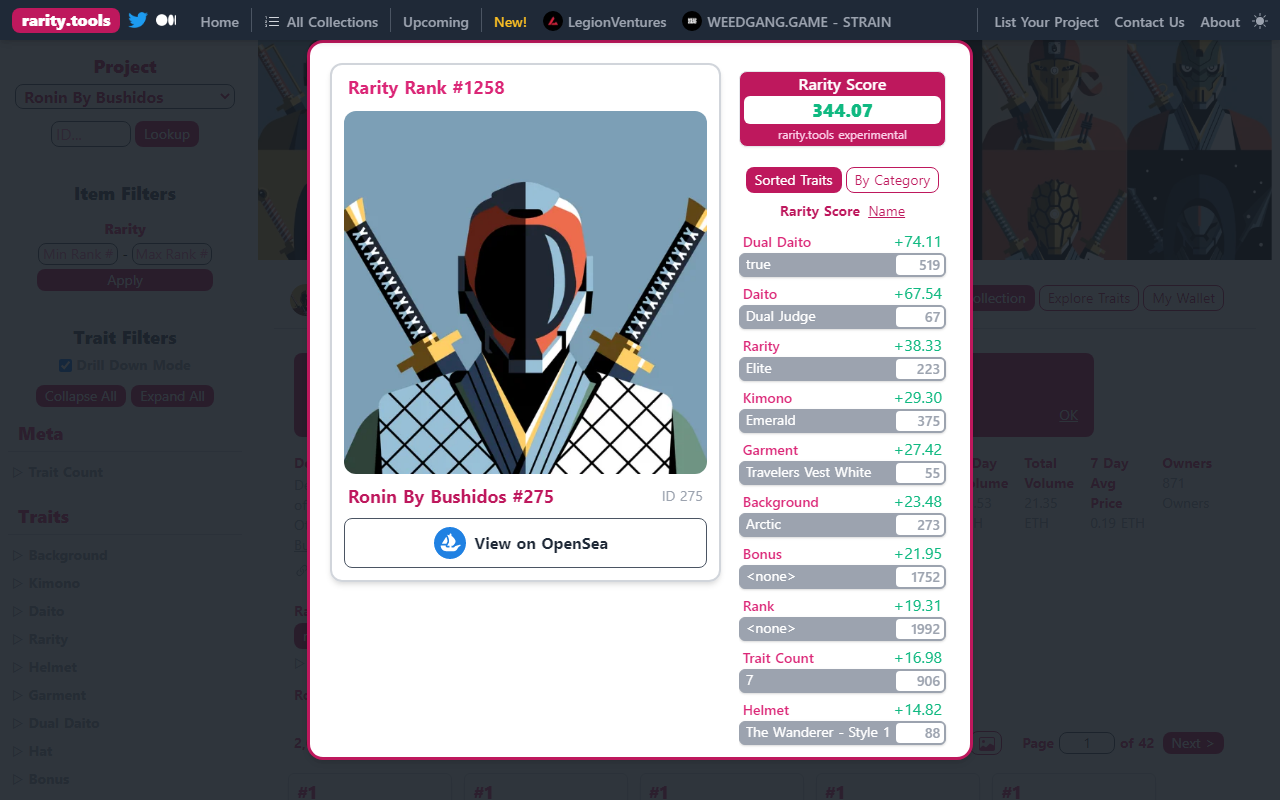 rarity.tools Home All Collections Upcoming New! LegionVentures WEEDGANG.GAME - STRAIN List Your Project Contact Us About
Project
Ronin By Bushidos
ID... Lookup
Item Filters
Rarity
Min Rank # - Max Rank #
Apply
Trait Filters
Drill Down Mode
Collapse All Expand All
Meta
Trait Count
Traits
Background
Kimono
Daito
Rarity
Helmet
Garment
Dual Daito
Hat
Bonus
Rarity Rank #1258
Ronin By Bushidos #275 ID 275
View on OpenSea
Rarity Score
344.07
rarity.tools experimental
Sorted Traits By Category
Rarity Score Name
Dual Daito +74.11
true 519
Daito +67.54
Dual Judge 67
Rarity +38.33
Elite 223
Kimono +29.30
Emerald 375
Garment +27.42
Travelers Vest White 55
Background +23.48
Arctic 273
Bonus +21.95
<none> 1752
Rank +19.31
<none> 1992
Trait Count +16.98
7 906
Helmet +14.82
The Wanderer - Style 1 88
Explore Traits My Wallet
OK
Day Total 7 Day Owners
Volume Avg 871
21.35 Price Owners
ETH 0.19 ETH
Page 1 of 42 Next >
#1 #1 #1 #1 #1